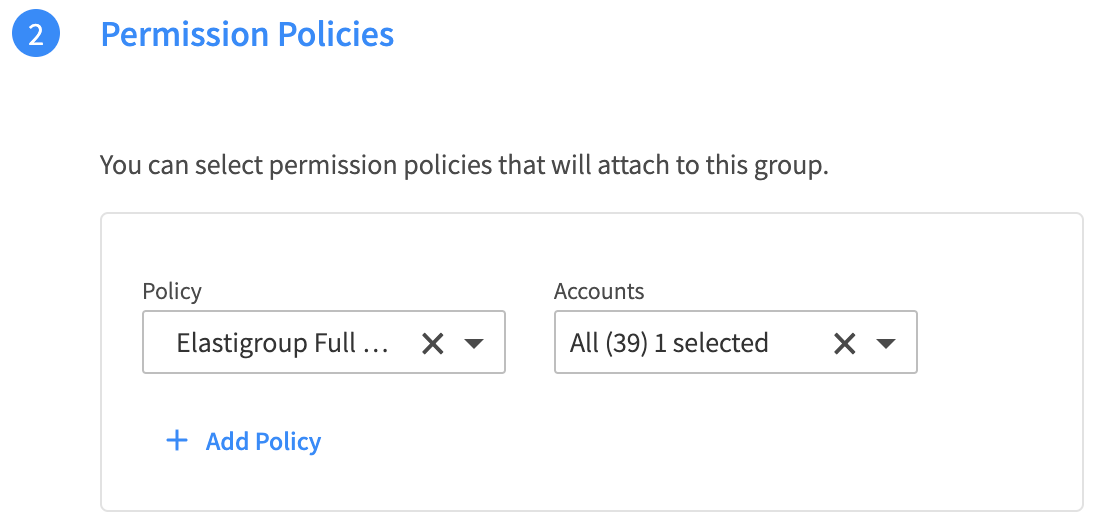 2
Permission Policies
You can select permission policies that will attach to this group.
Policy
Accounts
Elastigroup Full ...
All (39) 1 selected
+ Add Policy